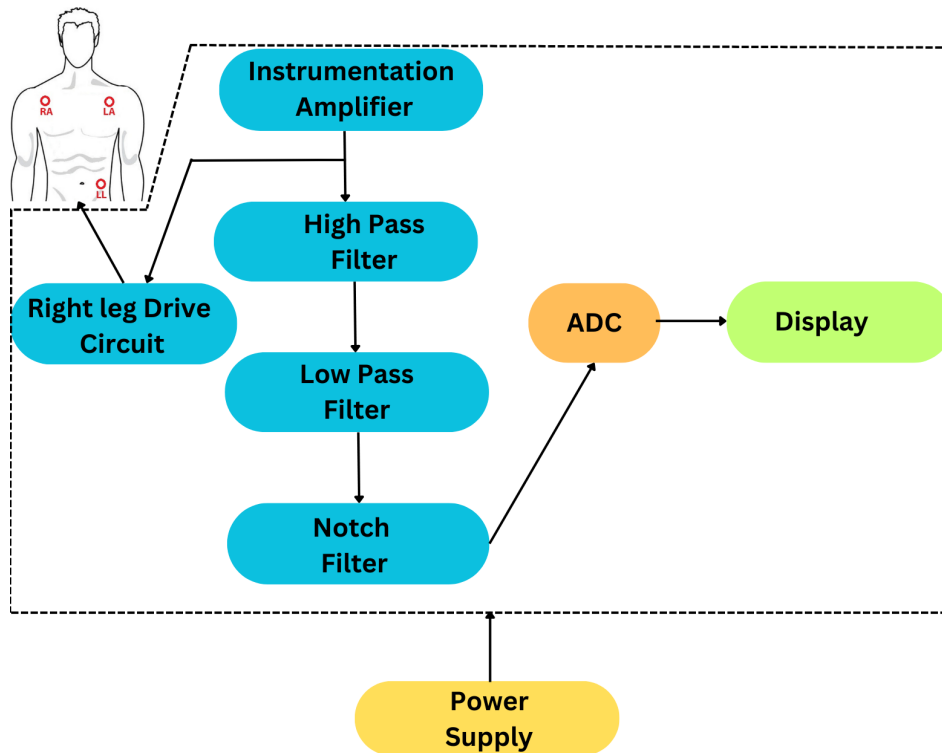 Instrumentation
Amplifier
RA
LA
LL
High Pass
Filter
Right leg Drive
Circuit
ADC
Display
Low Pass
Filter
Notch
Filter
Power
Supply